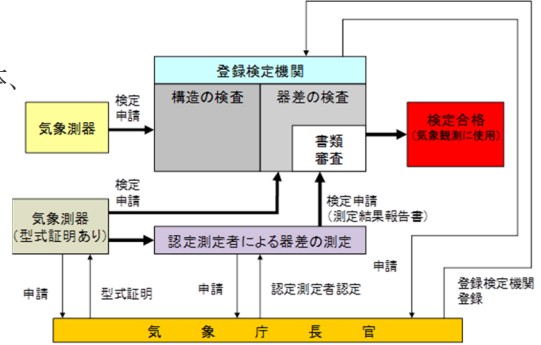 本、
登録検定機関
構造の検査
器差の検査
検定
申請
気象測器
書類
審査
検定合格
(気象観測に使用)
検定
申請
気象測器
(型式証明あり)
検定申請
(測定結果報告書)
認定測定者による器差の測定
申請
型式証明
申請
認定測定者認定
申請
登録検定機関
登録
気象庁長官